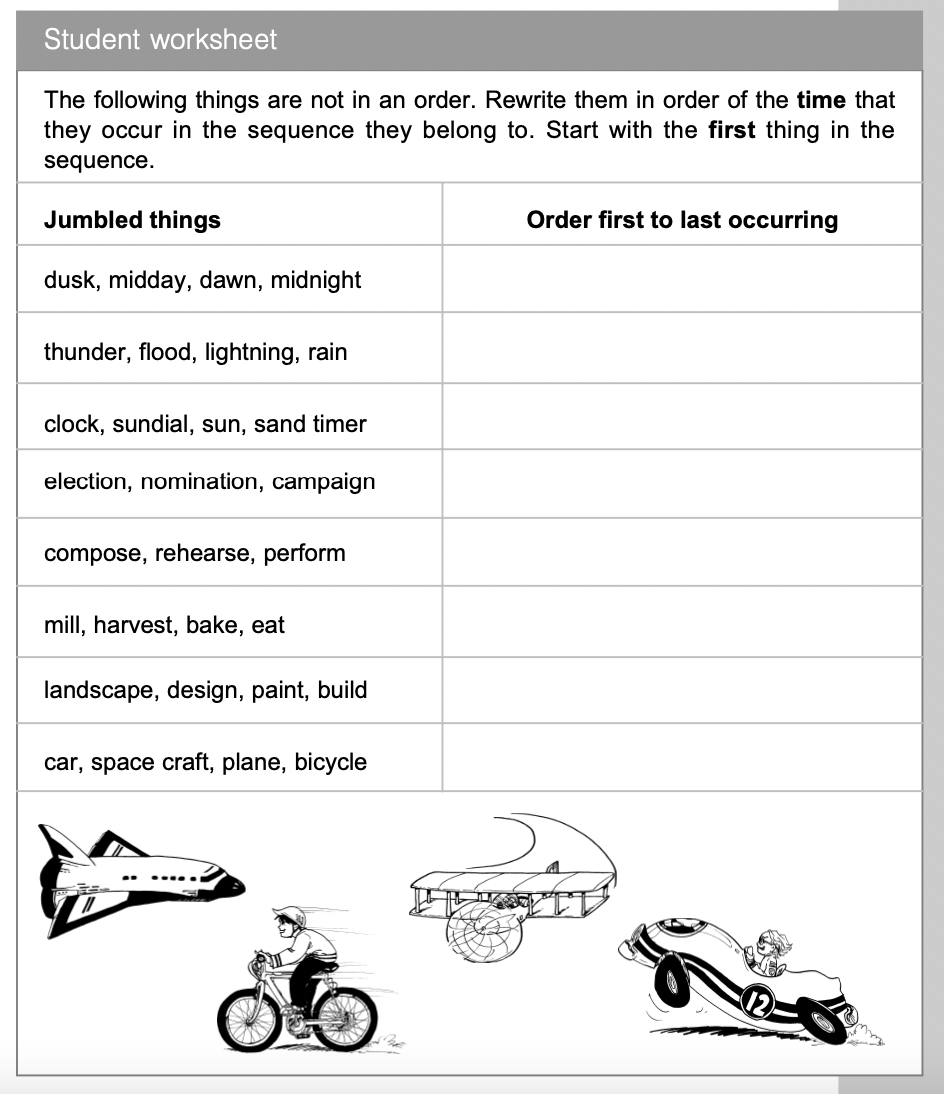 Student worksheet
The following things are not in an order. Rewrite them in order of the time that
they occur in the sequence they belong to. Start with the first thing in the
sequence.
Jumbled things
Order first to last occurring
dusk, midday, dawn, midnight
thunder, flood, lightning, rain
clock, sundial, sun, sand timer
election, nomination, campaign
compose, rehearse, perform
mill, harvest, bake, eat
landscape, design, paint, build
car, space craft, plane, bicycle
12